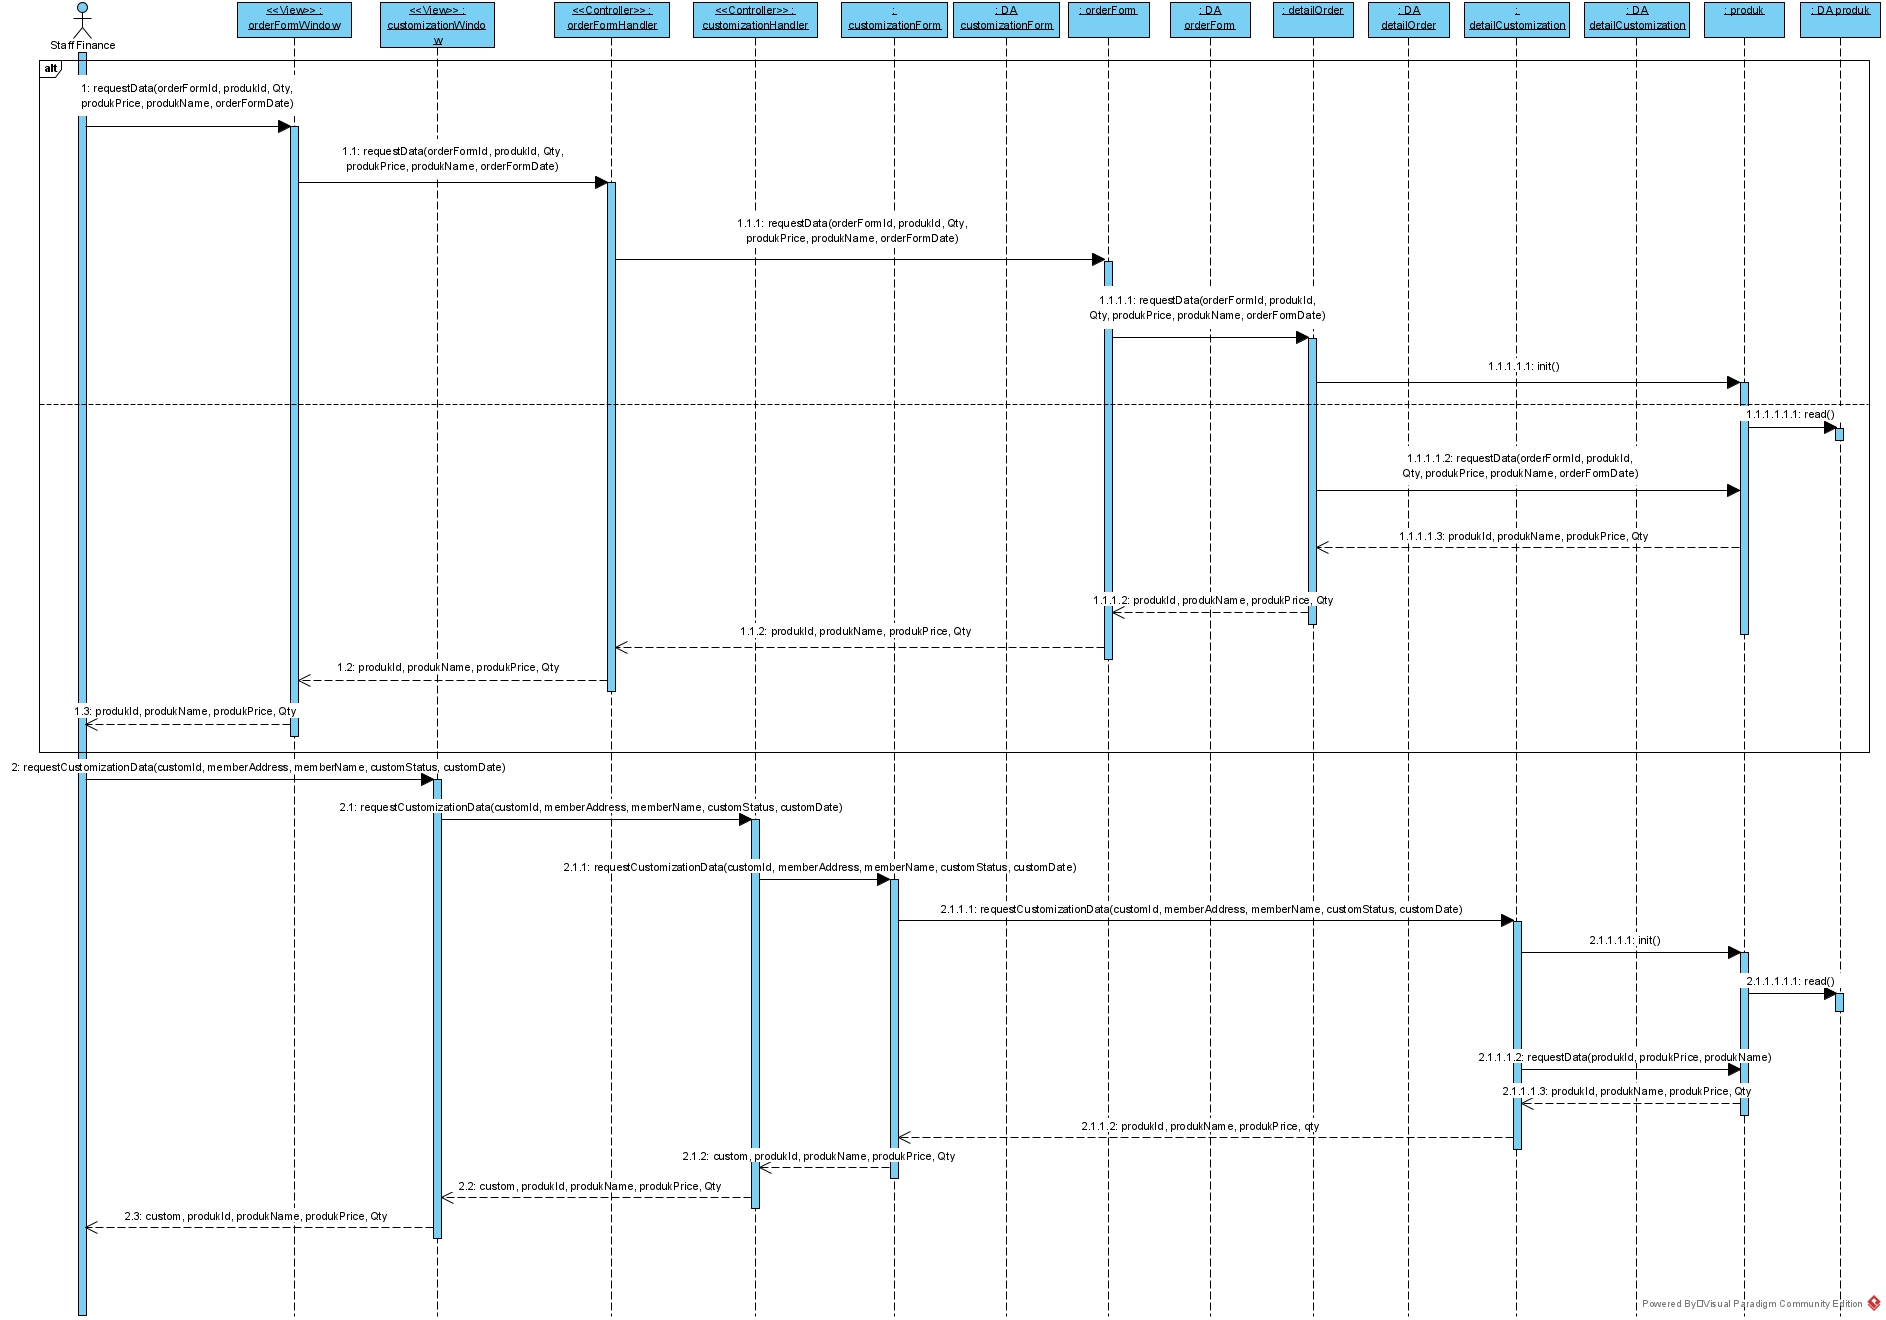 Staff Finance
<<View>> :
orderFormWindow
<<View>> :
customizationWindo
w
<<Controller>> :
orderFormHandler
<<Controller>> :
customizationHandler
:
customizationForm
: DA
customizationForm
: orderForm
: DA
orderForm
: detailOrder
: DA
detailOrder
:
detailCustomization
: DA
detailCustomization
: produk
: DA produk
alt
1: requestData(orderFormId, produkId, Qty,
produkPrice, produkName, orderFormDate)
1.1: requestData(orderFormId, produkId, Qty,
produkPrice, produkName, orderFormDate)
1.1.1: requestData(orderFormId, produkId, Qty,
produkPrice, produkName, orderFormDate)
1.1.1.1: requestData(orderFormId, produkId,
Qty, produkPrice, produkName, orderFormDate)
1.1.1.1.1: init()
1.1.1.1.1.1: read()
1.1.1.1.2: requestData(orderFormId, produkId,
Qty, produkPrice, produkName, orderFormDate)
1.1.1.1.3: produkId, produkName, produkPrice, Qty
1.1.1.2: produkId, produkName, produkPrice, Qty
1.1.2: produkId, produkName, produkPrice, Qty
1.2: produkId, produkName, produkPrice, Qty
1.3: produkId, produkName, produkPrice, Qty
2: requestCustomizationData(customId, memberAddress, memberName, customStatus, customDate)
2.1: requestCustomizationData(customId, memberAddress, memberName, customStatus, customDate)
2.1.1: requestCustomizationData(customId, memberAddress, memberName, customStatus, customDate)
2.1.1.1: requestCustomizationData(customId, memberAddress, memberName, customStatus, customDate)
2.1.1.1.1: init()
2.1.1.1.1.1: read()
2.1.1.1.2: requestData(produkId, produkPrice, produkName)
2.1.1.1.3: produkId, produkName, produkPrice, Qty
2.1.1.2: produkId, produkName, produkPrice, qty
2.1.2: custom, produkId, produkName, produkPrice, Qty
2.2: custom, produkId, produkName, produkPrice, Qty
2.3: custom, produkId, produkName, produkPrice, Qty
Powered By□Visual Paradigm Community Edition